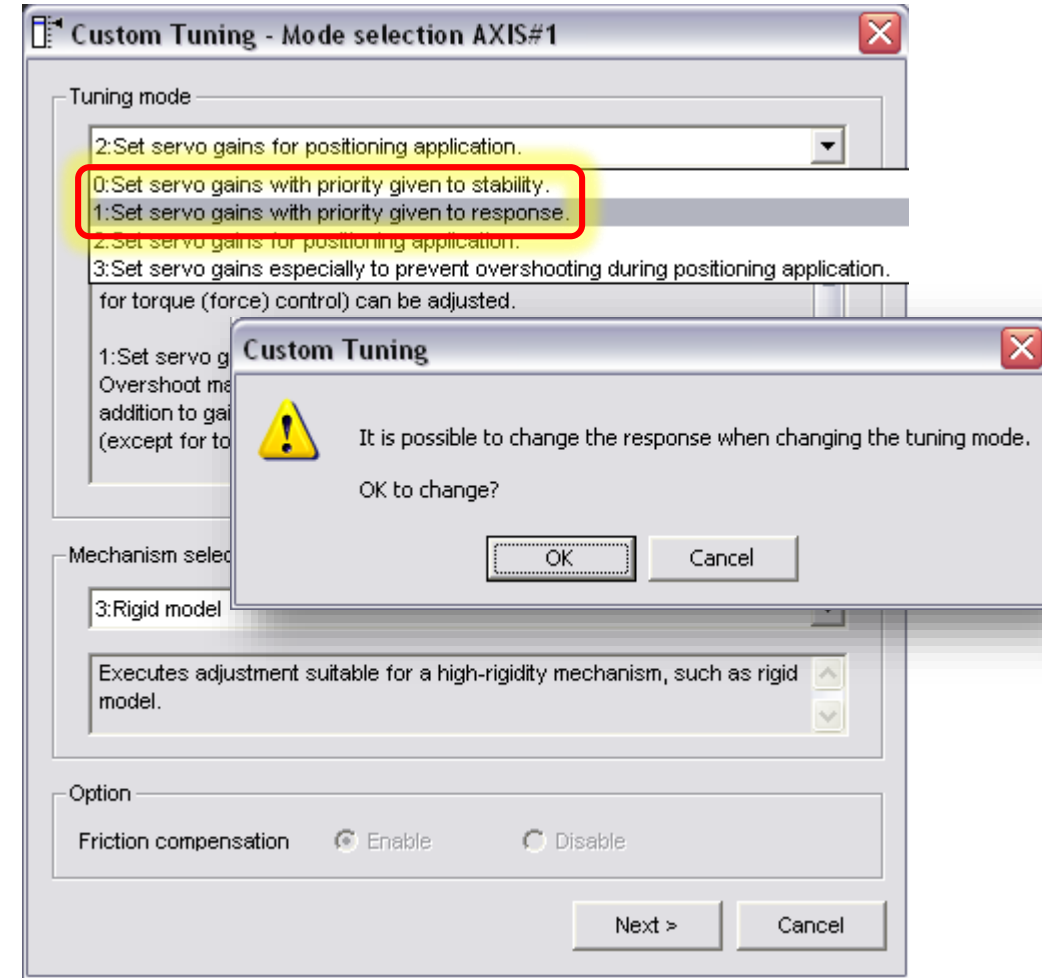 Custom Tuning - Mode selection AXIS#1
Tuning mode
2:Set servo gains for positioning application.
0:Set servo gains with priority given to stability.
1:Set servo gains with priority given to response.
2:Set servo gains for positioning application.
3:Set servo gains especially to prevent overshooting during positioning application.
for torque (force) control) can be adjusted.
1:Set servo g
Overshoot ma
addition to gai
(except for to
Custom Tuning
It is possible to change the response when changing the tuning mode.
OK to change?
OK Cancel
Mechanism selec
3:Rigid model
Executes adjustment suitable for a high-rigidity mechanism, such as rigid
model.
Option
Friction compensation Enable Disable
Next > Cancel